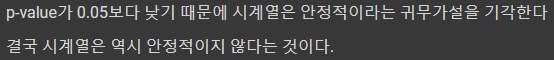 p-value가 0.05보다 낮기 때문에 시계열은 안정적이라는 귀무가설을 기각한다
결국 시계열은 역시 안정적이지 않다는 것이다.